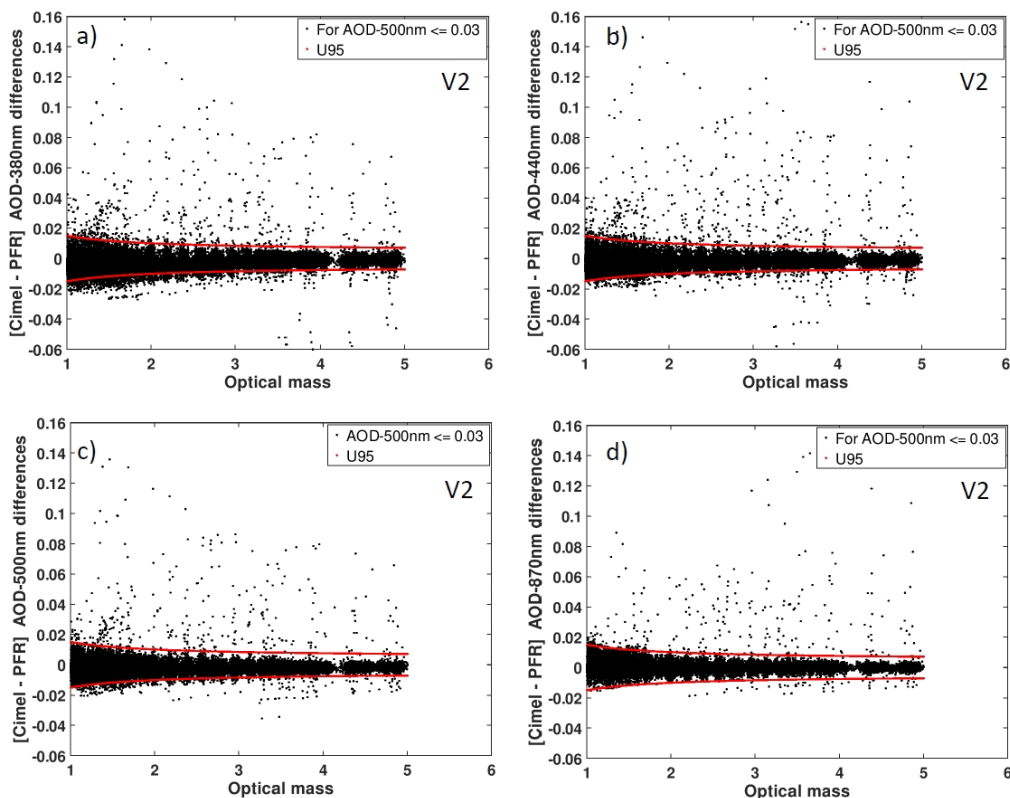 a)
For AOD-500nm <= 0.03
U95
V2
[Cimel - PFR] AOD-380nm differences
0.16
0.14
0.12
0.1
0.08
0.06
0.04
0.02
0
-0.02
-0.04
-0.06
1 2 3 4 5 6
Optical mass
b)
For AOD-500nm <= 0.03
U95
V2
[Cimel - PFR] AOD-440nm differences
0.16
0.14
0.12
0.1
0.08
0.06
0.04
0.02
0
-0.02
-0.04
-0.06
1 2 3 4 5 6
Optical mass
c)
AOD-500nm <= 0.03
U95
V2
[Cimel - PFR] AOD-500nm differences
0.16
0.14
0.12
0.1
0.08
0.06
0.04
0.02
0
-0.02
-0.04
-0.06
1 2 3 4 5 6
Optical mass
d)
For AOD-500nm <= 0.03
U95
V2
[Cimel - PFR] AOD-870nm differences
0.16
0.14
0.12
0.1
0.08
0.06
0.04
0.02
0
-0.02
-0.04
-0.06
1 2 3 4 5 6
Optical mass